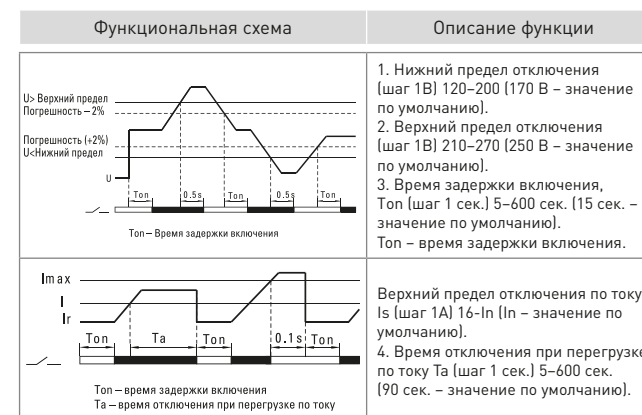 Функциональная схема
Описание функции
U> Верхний предел
Погрешность – 2%
Погрешность (+2%)
U<Нижний предел
U
Ton
0.5s
Ton
0.5s
Ton
Ton – Время задержки включения
1. Нижний предел отключения
(шаг 1В) 120–200 (170 В – значение
по умолчанию).
2. Верхний предел отключения
(шаг 1В) 210–270 (250 В – значение
по умолчанию).
3. Время задержки включения,
Ton (шаг 1 сек.) 5–600 сек. (15 сек. –
значение по умолчанию).
Ton – время задержки включения.
Imax
I
Ir
Ton
Ta
Ton
0.1s
Ton
Ton – время задержки включения
Ta – время отключения при перегрузке по току
Верхний предел отключения по току
Is (шаг 1А) 16-In (In – значение по
умолчанию).
4. Время отключения при перегрузке
по току Ta (шаг 1 сек.) 5–600 сек.
(90 сек. – значение по умолчанию).